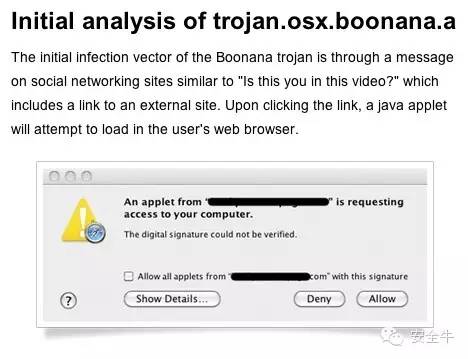 Initial analysis of trojan.osx.boonana.a
The initial infection vector of the Boonana trojan is through a message
on social networking sites similar to "Is this you in this video?" which
includes a link to an external site. Upon clicking the link, a java applet
will attempt to load in the user's web browser.
An applet from " " is requesting
access to your computer.
The digital signature could not be verified.
Allow all applets from " .com" with this signature
? Show Details... Deny Allow
安全牛